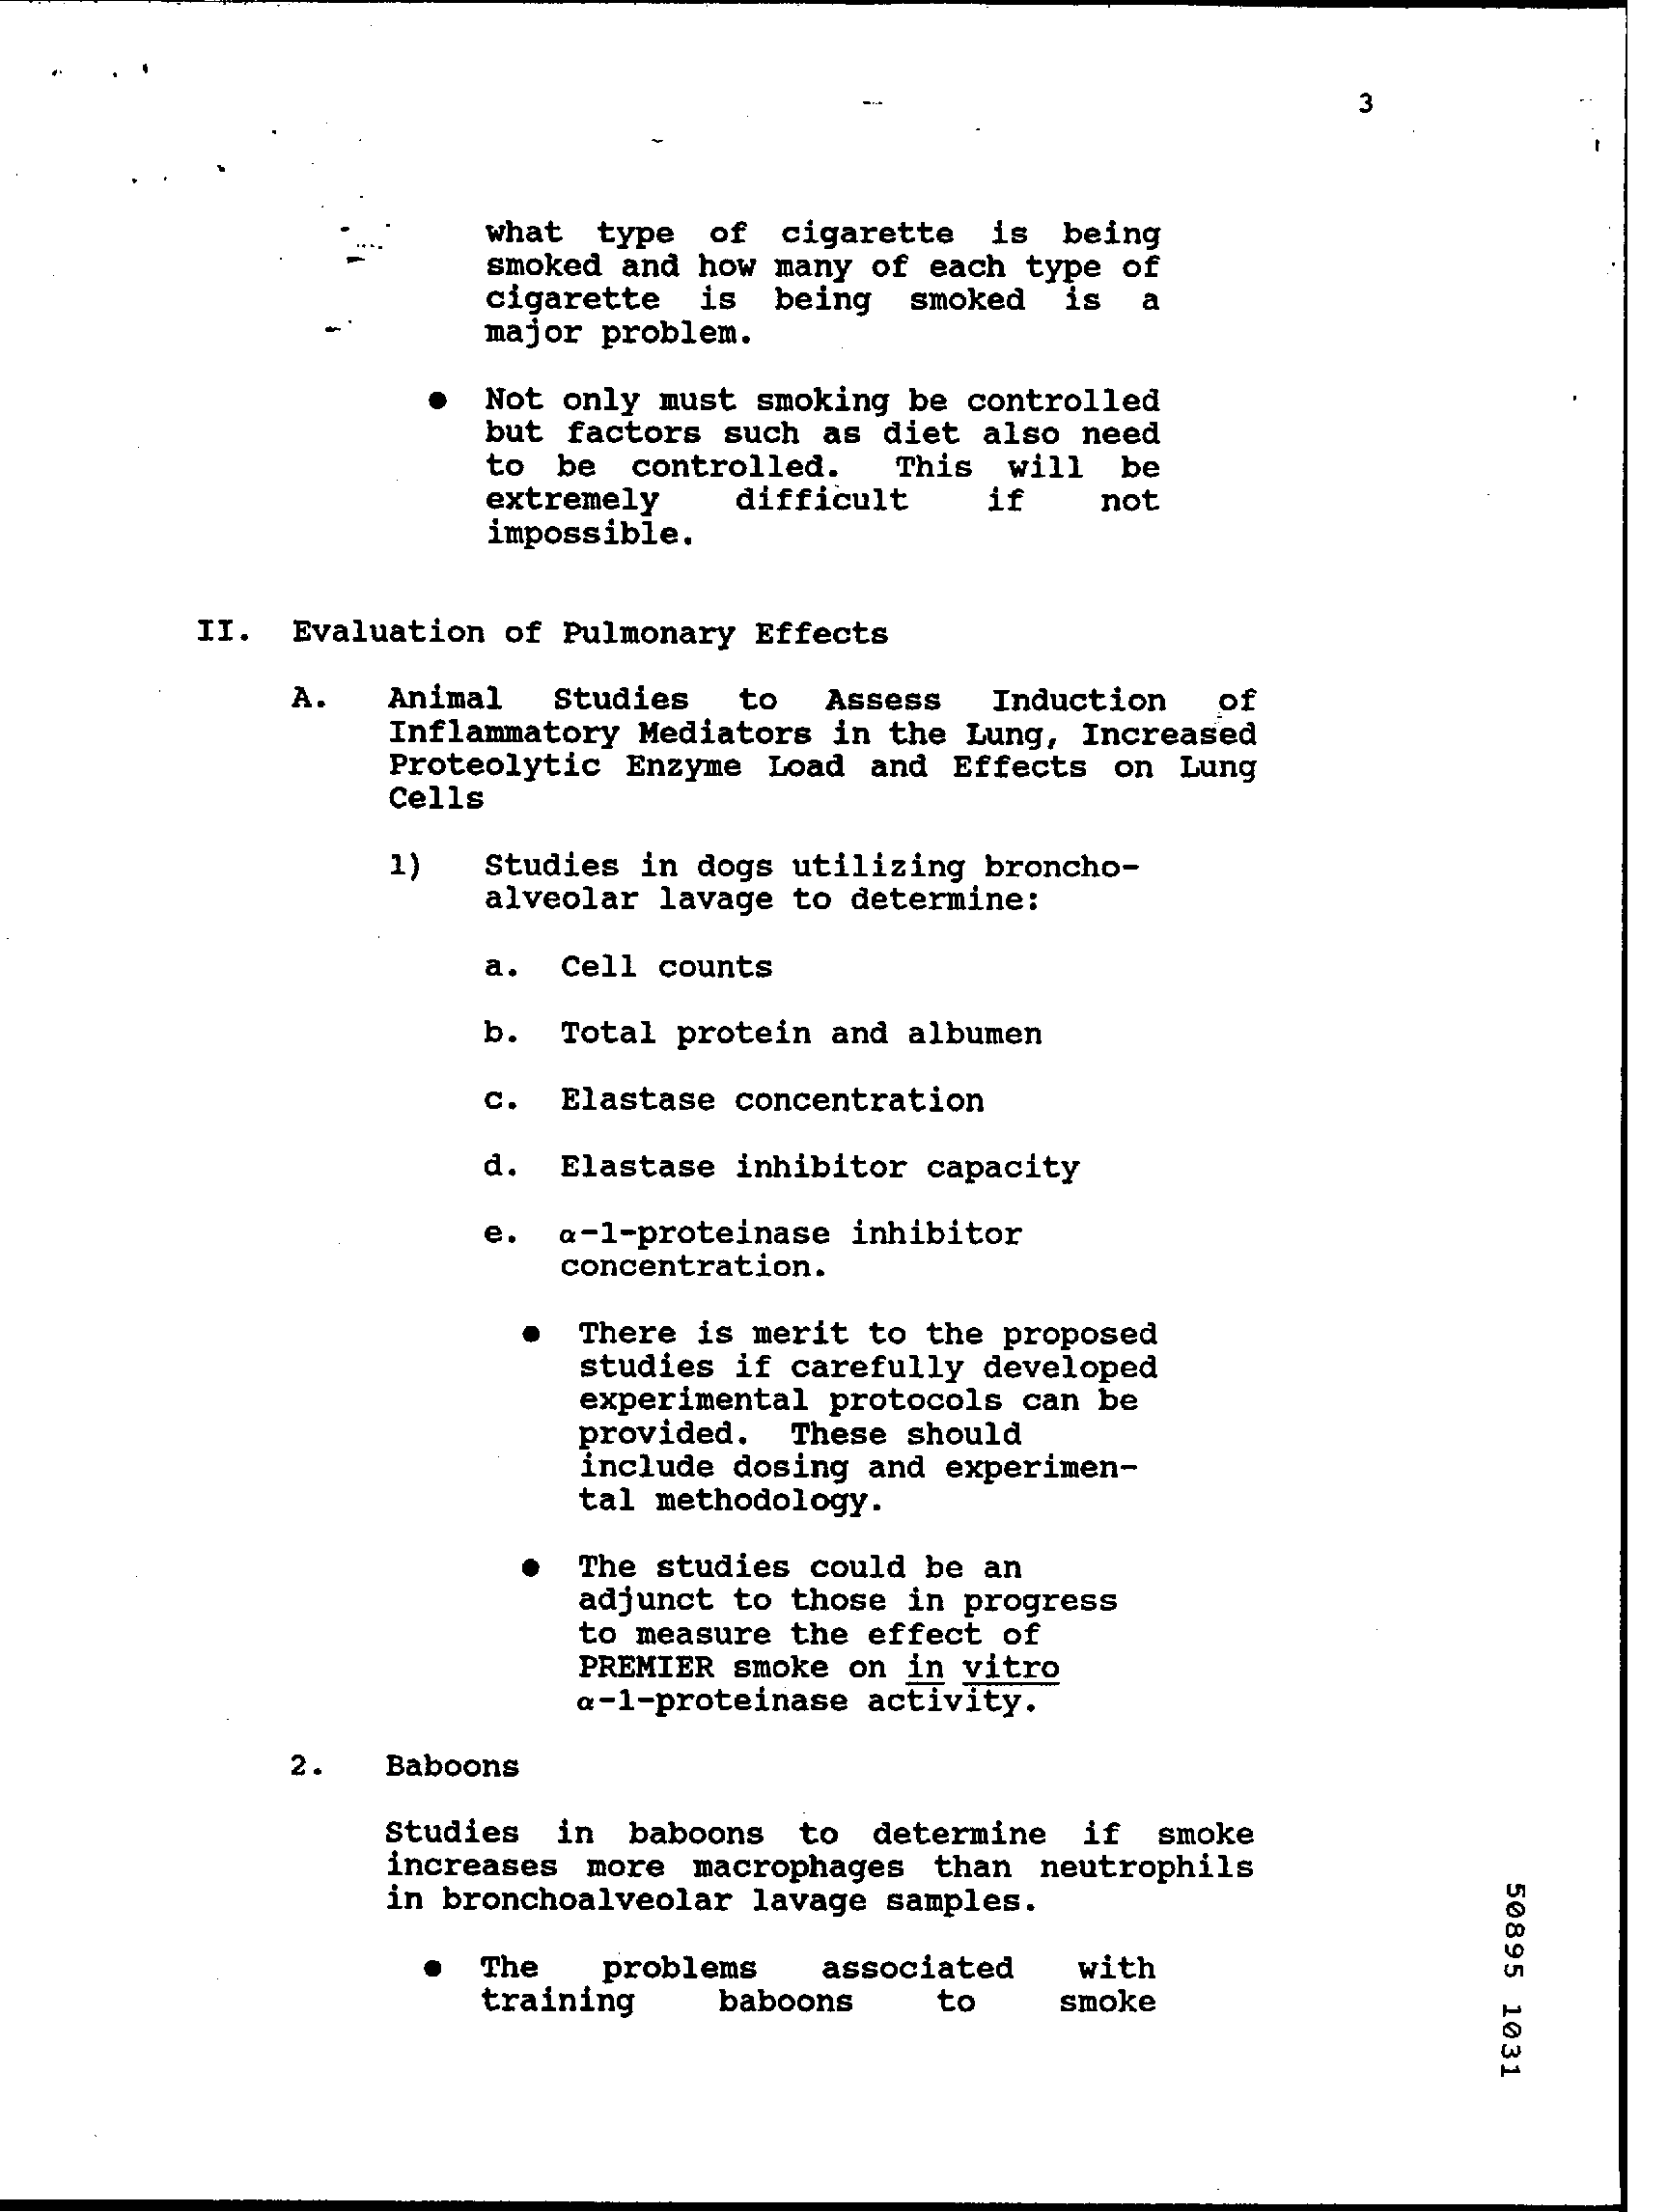 3
what type of cigarette is being
smoked and how many of each type of
cigarette is being smoked is a
major problem.
● Not only must smoking be controlled
but factors such as diet also need
to be controlled. This will be
extremely difficult if not
impossible.
II. Evaluation of Pulmonary Effects
A. Animal Studies to Assess Induction of
Inflammatory Mediators in the Lung, Increased
Proteolytic Enzyme Load and Effects on Lung
Cells
1) Studies in dogs utilizing broncho-
alveolar lavage to determine:
a. Cell counts
b. Total protein and albumen
c. Elastase concentration
d. Elastase inhibitor capacity
e. α-1-proteinase inhibitor
concentration.
● There is merit to the proposed
studies if carefully developed
experimental protocols can be
provided. These should
include dosing and experimen-
tal methodology.
● The studies could be an
adjunct to those in progress
to measure the effect of
PREMIER smoke on in vitro
α-1-proteinase activity.
2. Baboons
Studies in baboons to determine if smoke
increases more macrophages than neutrophils
in bronchoalveolar lavage samples.
● The problems associated with
training baboons to smoke
50895 1031